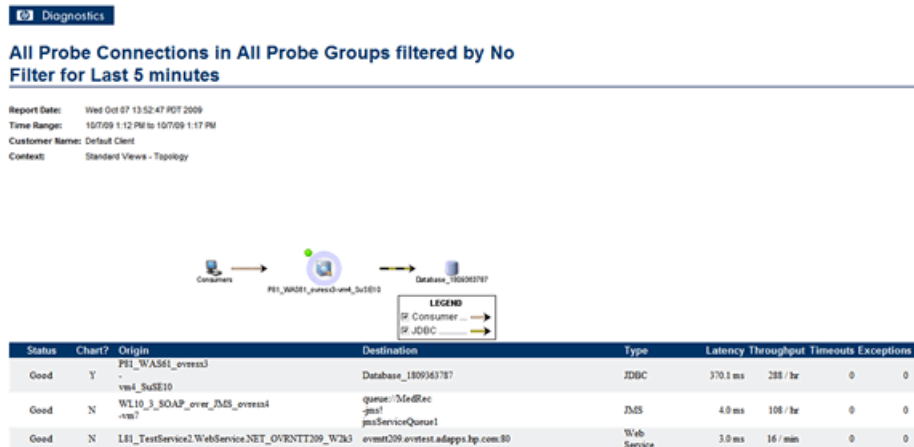 hp Diagnostics
All Probe Connections in All Probe Groups filtered by No
Filter for Last 5 minutes
Report Date: Wed Oct 07 13:52:47 PDT 2009
Time Range: 10/7/09 1:12 PM to 10/7/09 1:17 PM
Customer Name: Default Client
Context: Standard Views - Topology
Consumers
P81_WAS61_ovress3-vm4_SuSE10
Database_1809363787
LEGEND
Consumer ...
JDBC ..........
Status Chart? Origin Destination Type Latency Throughput Timeouts Exceptions
P81_WAS61_ovress3
Good Y - Database_1809363787 JDBC 370.1 ms 288 / hr 0 0
vm4_SuSE10
WL10_3_SOAP_over_JMS_ovress4 queue://MedRec
Good N -vm7 -jms! JMS 4.0 ms 108 / hr 0 0
jmsServiceQueue1
Good N L81_TestService2.WebService.NET_OVRNTT209_W2k3 ovrntt209.ovrtest.adapps.hp.com:80 Web 3.0 ms 16 / min 0 0
Service